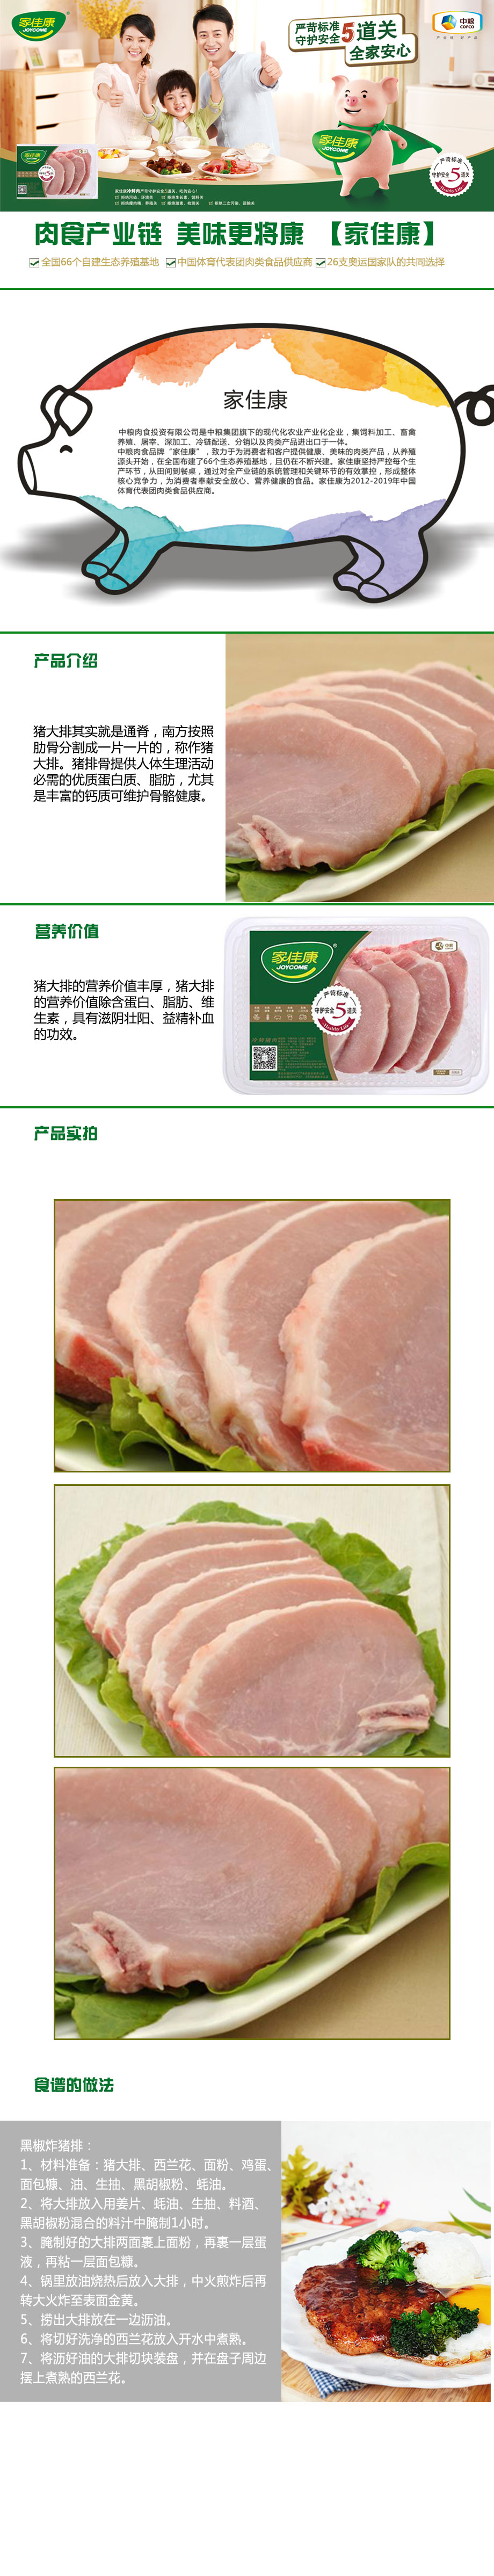 家佳康
JOYCOME
严苛标准
守护安全
5道关
全家安心
中粮
COFCO
家佳康
家佳康
JOYCOME
严苛标准
守护安全5道关
Healthy Life
肉食产业链 美味更将康 【家佳康】
全国66个自建生态养殖基地 中国体育代表团肉类食品供应商 26支奥运国家队的共同选择
家佳康
中粮肉食投资有限公司是中粮集团旗下的现代化农业产业化企业，集饲料加工、畜禽
养殖、屠宰、深加工、冷链配送、分销以及肉类产品进出口于一体。
中粮肉食品牌“家佳康”，致力于为消费者和客户提供健康、美味的肉类产品，从养殖
源头开始，在全国布建了66个生态养殖基地，且仍在不断兴建。家佳康坚持严控每个生
产环节，从田间到餐桌，通过对全产业链的系统管理和关键环节的有效掌控，形成整体
核心竞争力，为消费者奉献安全放心、营养健康的食品。家佳康为2012-2019年中国
体育代表团肉类食品供应商。
产品介绍
猪大排其实就是通脊，南方按照
肋骨分割成一片一片的，称作猪
大排。猪排骨提供人体生理活动
必需的优质蛋白质、脂肪，尤其
是丰富的钙质可维护骨骼健康。
营养价值
猪大排的营养价值丰厚，猪大排
的营养价值除含蛋白、脂肪、维
生素，具有滋阴壮阳、益精补血
的功效。
家佳康
JOYCOME
中粮
严苛标准
守护安全5道关
Healthy Life
产品实拍
食谱的做法
黑椒炸猪排：
1、材料准备：猪大排、西兰花、面粉、鸡蛋、
面包糠、油、生抽、黑胡椒粉、蚝油。
2、将大排放入用姜片、蚝油、生抽、料酒、
黑胡椒粉混合的料汁中腌制1小时。
3、腌制好的大排两面裹上面粉，再裹一层蛋
液，再粘一层面包糠。
4、锅里放油烧热后放入大排，中火煎炸后再
转大火炸至表面金黄。
5、捞出大排放在一边沥油。
6、将切好洗净的西兰花放入开水中煮熟。
7、将沥好油的大排切块装盘，并在盘子周边
摆上煮熟的西兰花。